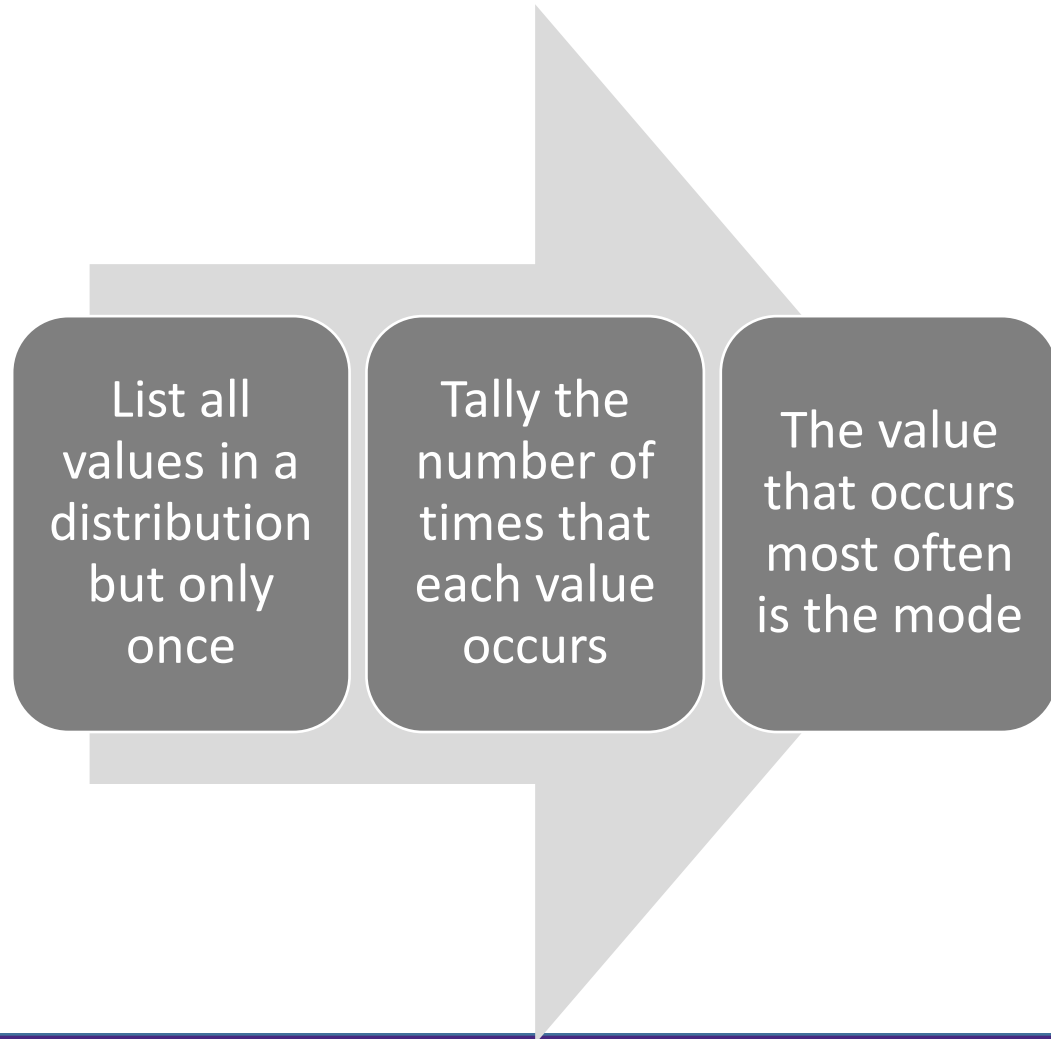 List all
values in a
distribution
but only
once
Tally the
number of
times that
each value
occurs
The value
that occurs
most often
is the mode